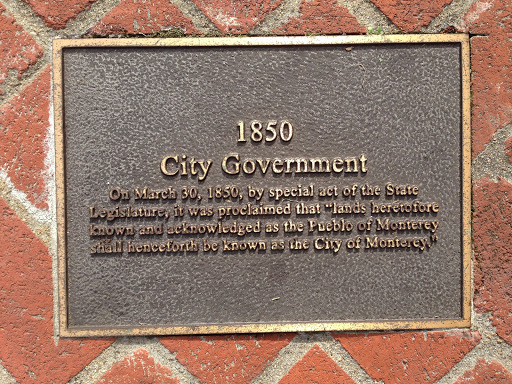 1850
City Government
On March 30, 1850, by special act of the State
Legislature, it was proclaimed that "lands heretofore
known and acknowledged as the Pueblo of Monterey
shall henceforth be known as the City of Monterey."